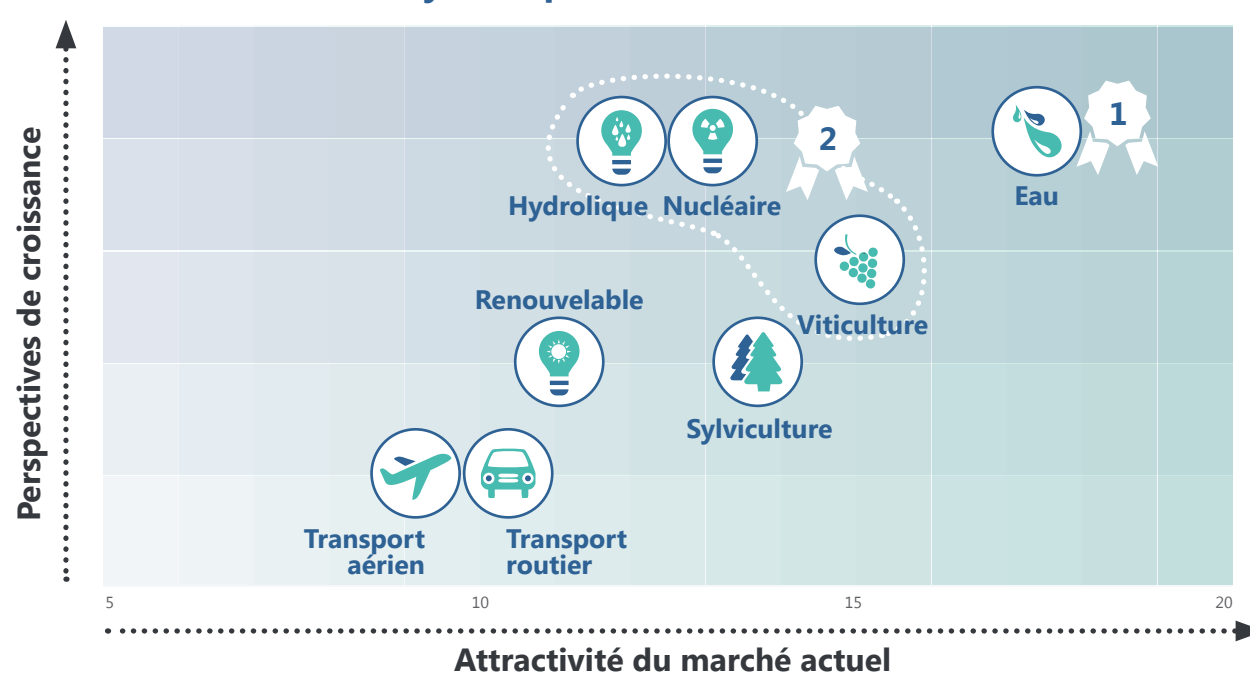 Perspectives de croissance
1
2
Hydrolique Nucléaire
Eau
Renouvelable
Viticulture
Sylviculture
Transport
aérien
Transport
routier
5 10 15 20
Attractivité du marché actuel